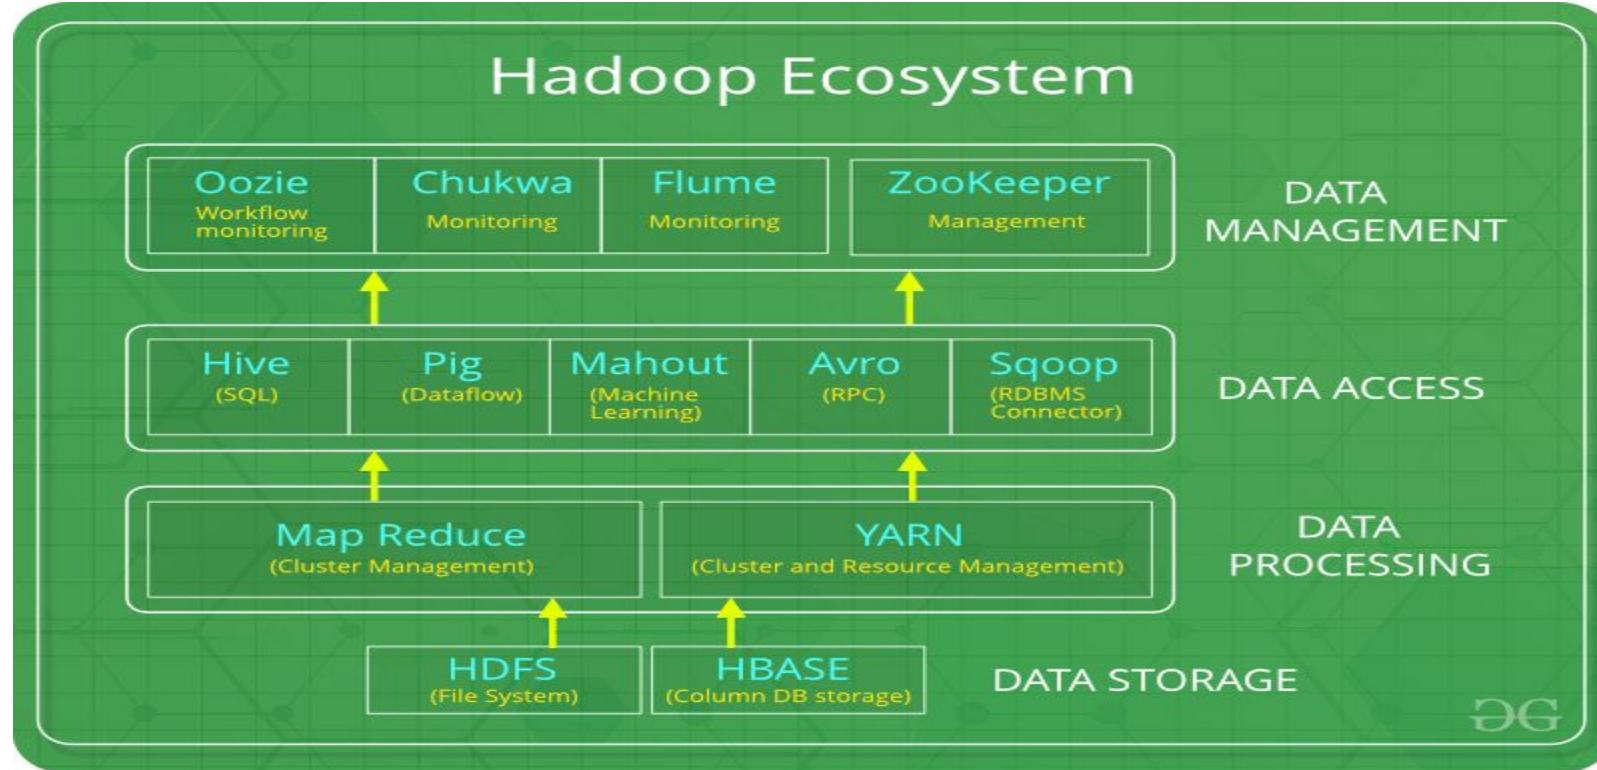 Hadoop Ecosystem
Oozie
Workflow
monitoring
Chukwa
Monitoring
Flume
Monitoring
ZooKeeper
Management
DATA
MANAGEMENT
Hive
(SQL)
Pig
(Dataflow)
Mahout
(Machine
Learning)
Avro
(RPC)
Sqoop
(RDBMS
Connector)
DATA ACCESS
Map Reduce
(Cluster Management)
YARN
(Cluster and Resource Management)
DATA
PROCESSING
HDFS
(File System)
HBASE
(Column DB storage)
DATA STORAGE